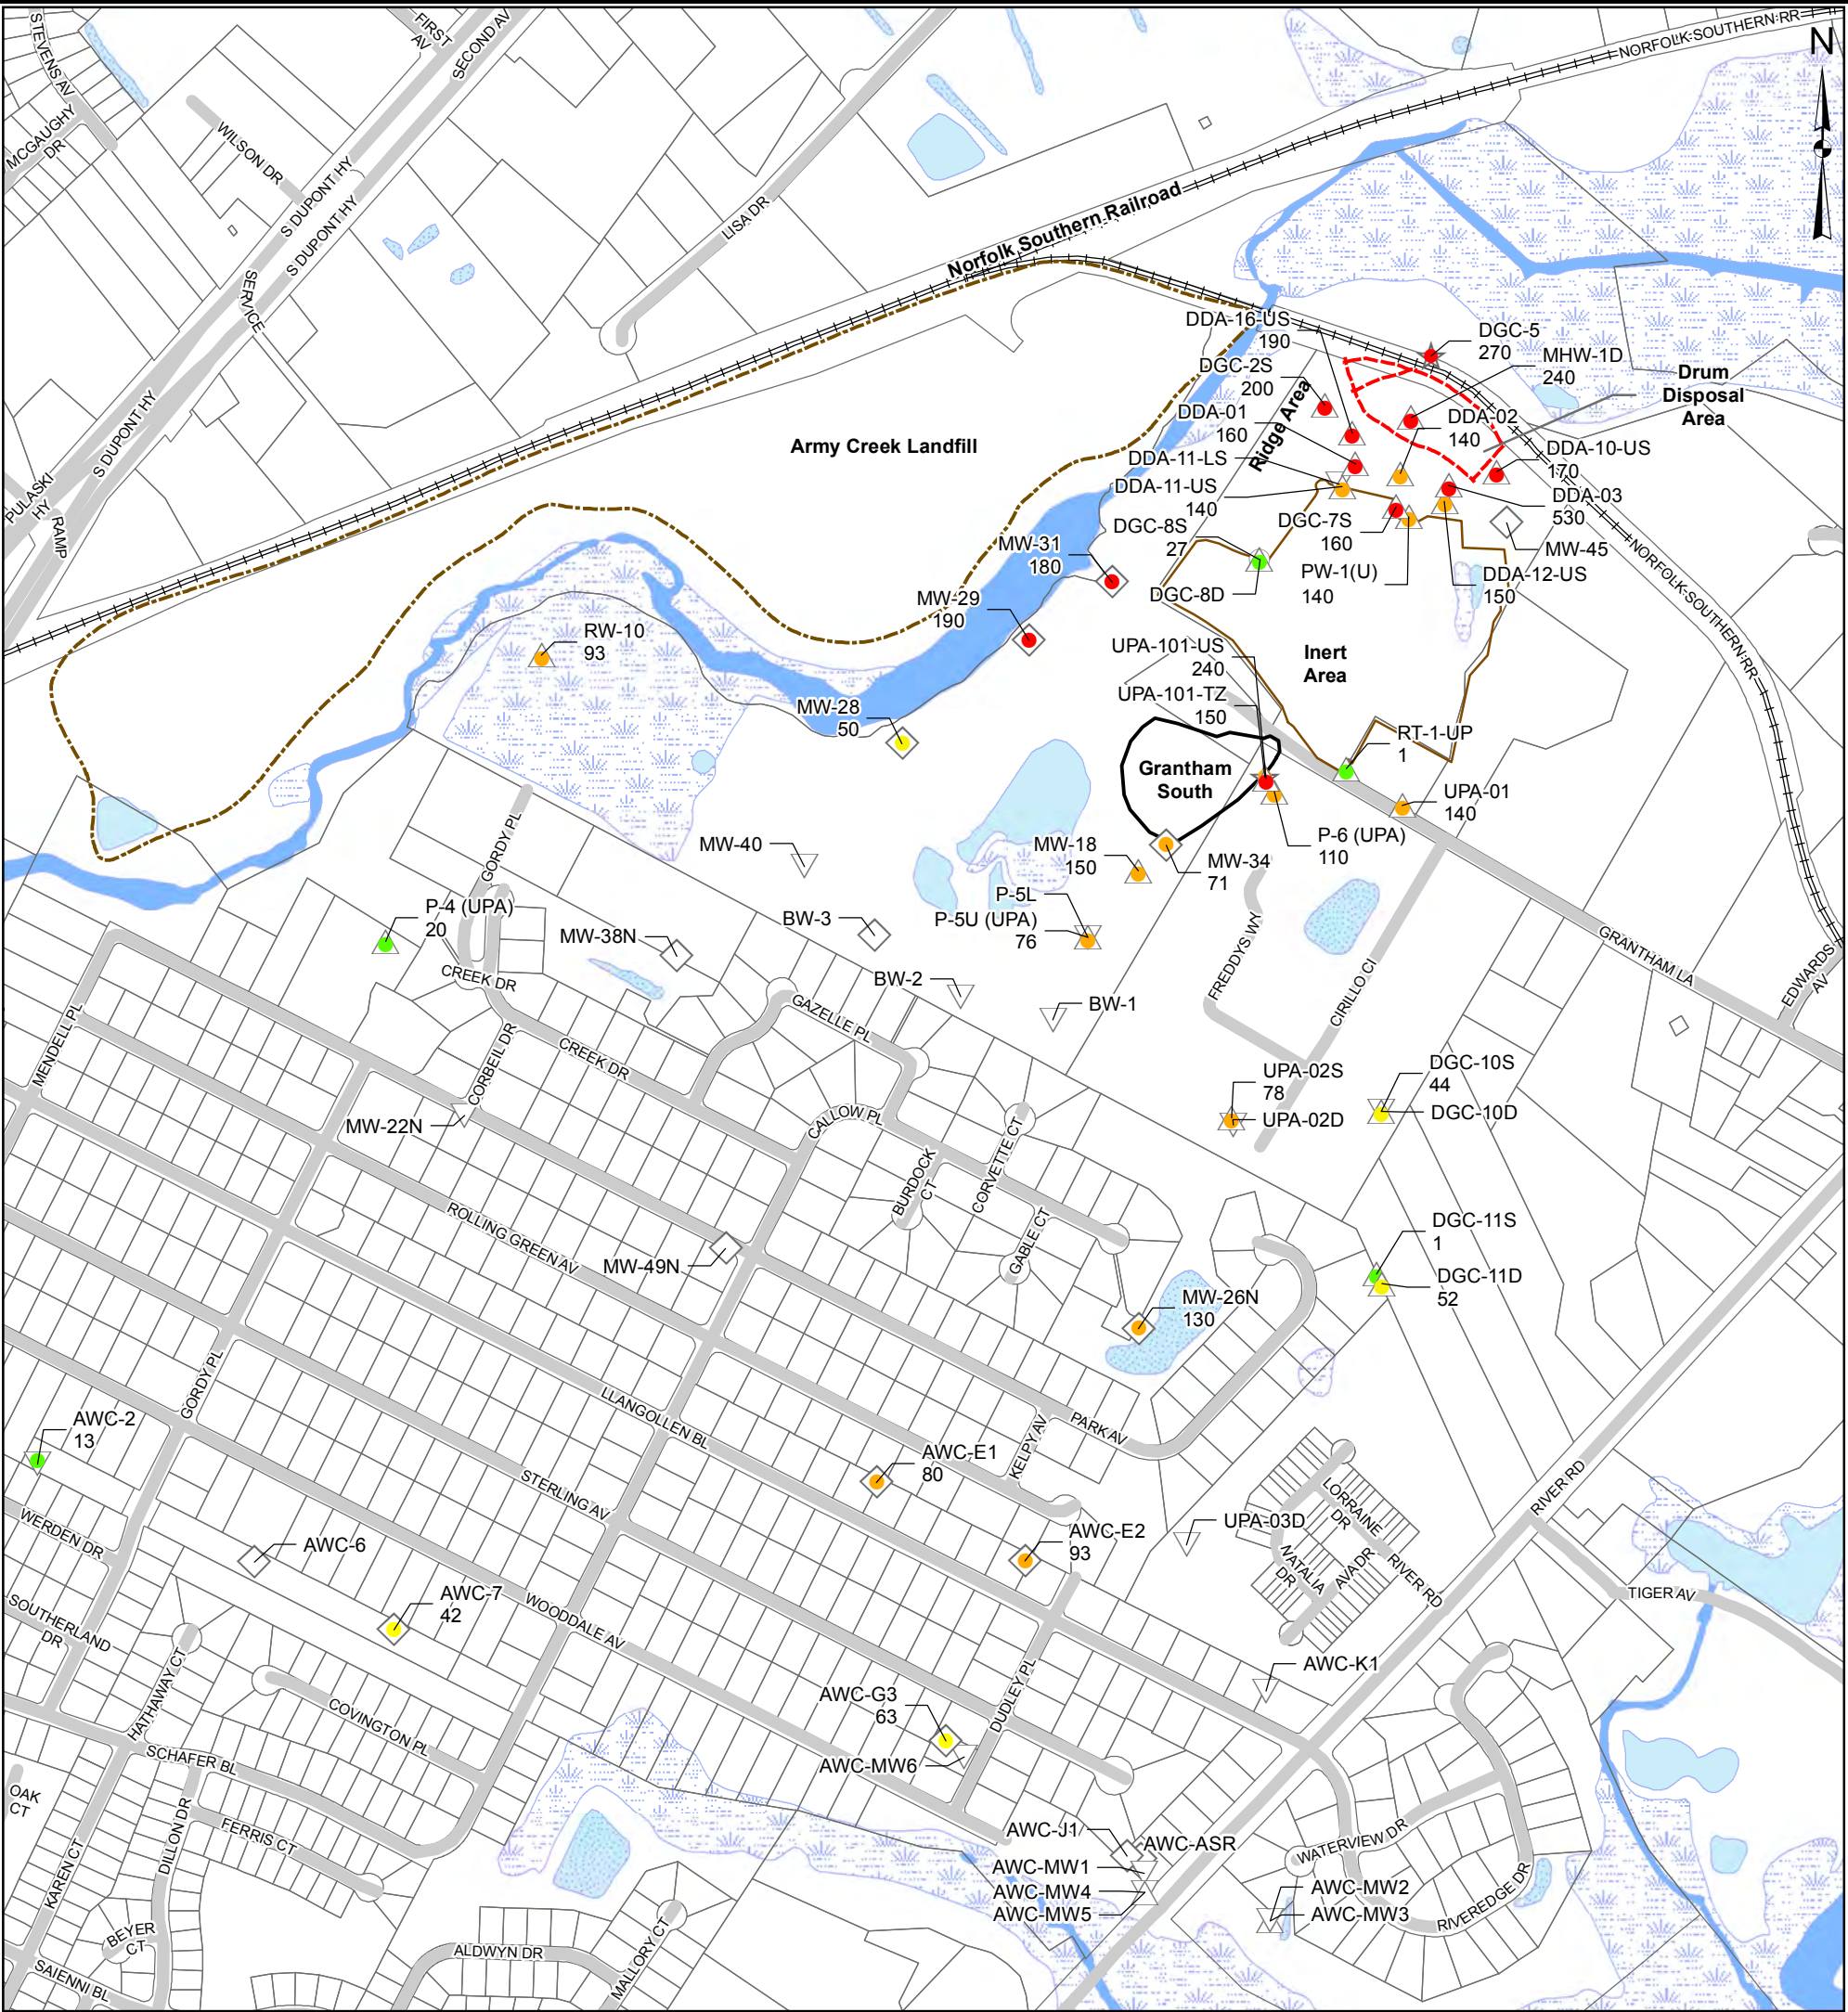 STEVENS AV
FIRST
AV
SECOND AV
NORFOLK-SOUTHERN-RR
N
MCGAUGHY
DR
WILSON DR
S DUPONT HY
S DUPONT HY
LISA DR
SERVICE
Norfolk Southern Railroad
DDA-16-US
190
DGC-5
270
DGC-2S
200
MHW-1D
240
Drum
Disposal
Area
S DUPONT HY
Army Creek Landfill
DDA-01
160
Ridge Area
DDA-02
140
DDA-11-LS
DDA-10-US
170
PULASKI
HY
RAMP
DDA-11-US
140
DDA-03
530
DGC-8S
27
DGC-7S
160
MW-31
180
MW-45
PW-1(U)
140
DDA-12-US
150
NORFOLK-SOUTHERN-RR
DGC-8D
MW-29
190
RW-10
93
UPA-101-US
240
Inert
Area
UPA-101-TZ
150
MW-28
50
RT-1-UP
1
Grantham
South
UPA-01
140
GORDY PL
MW-40
MW-18
150
MW-34
71
P-6 (UPA)
110
P-5L
P-5U (UPA)
76
P-4 (UPA)
20
BW-3
MW-38N
FREDDYS WY
GRANTHAM LA
CREEK DR
BW-2
BW-1
EDWARDS
AV
GAZELLE PL
CIRILLO CI
MENDELL PL
CORBEIL DR
CREEK DR
UPA-02S
78
DGC-10S
44
MW-22N
CALLOW PL
UPA-02D
DGC-10D
BURDOCK
CT
CORVETTE CT
ROLLING GREEN AV
GABLE CT
DGC-11S
1
MW-49N
DGC-11D
52
MW-26N
130
GORDY PL
LLANGOLLEN BL
KELPY AV
PARK AV
AWC-2
13
AWC-E1
80
STERLING AV
LORRAINE
DR
RIVER RD
WERDEN DR
AWC-6
AWC-E2
93
UPA-03D
NATALIA
DR
AVA DR
RIVER RD
TIGER AV
AWC-7
42
WOODDALE AV
SOUTHERLAND
DR
HATHAWAY CT
AWC-K1
DUDLEY PL
AWC-G3
63
COVINGTON PL
SCHAFER BL
AWC-MW6
OAK
CT
DILLON DR
FERRIS CT
AWC-J1
AWC-ASR
WATERVIEW DR
AWC-MW1
AWC-MW4
AWC-MW5
AWC-MW2
AWC-MW3
RIVEREDGE DR
KAREN CT
BEYER
CT
ALDWYN DR
MALLORY CT
SAIENNI BL